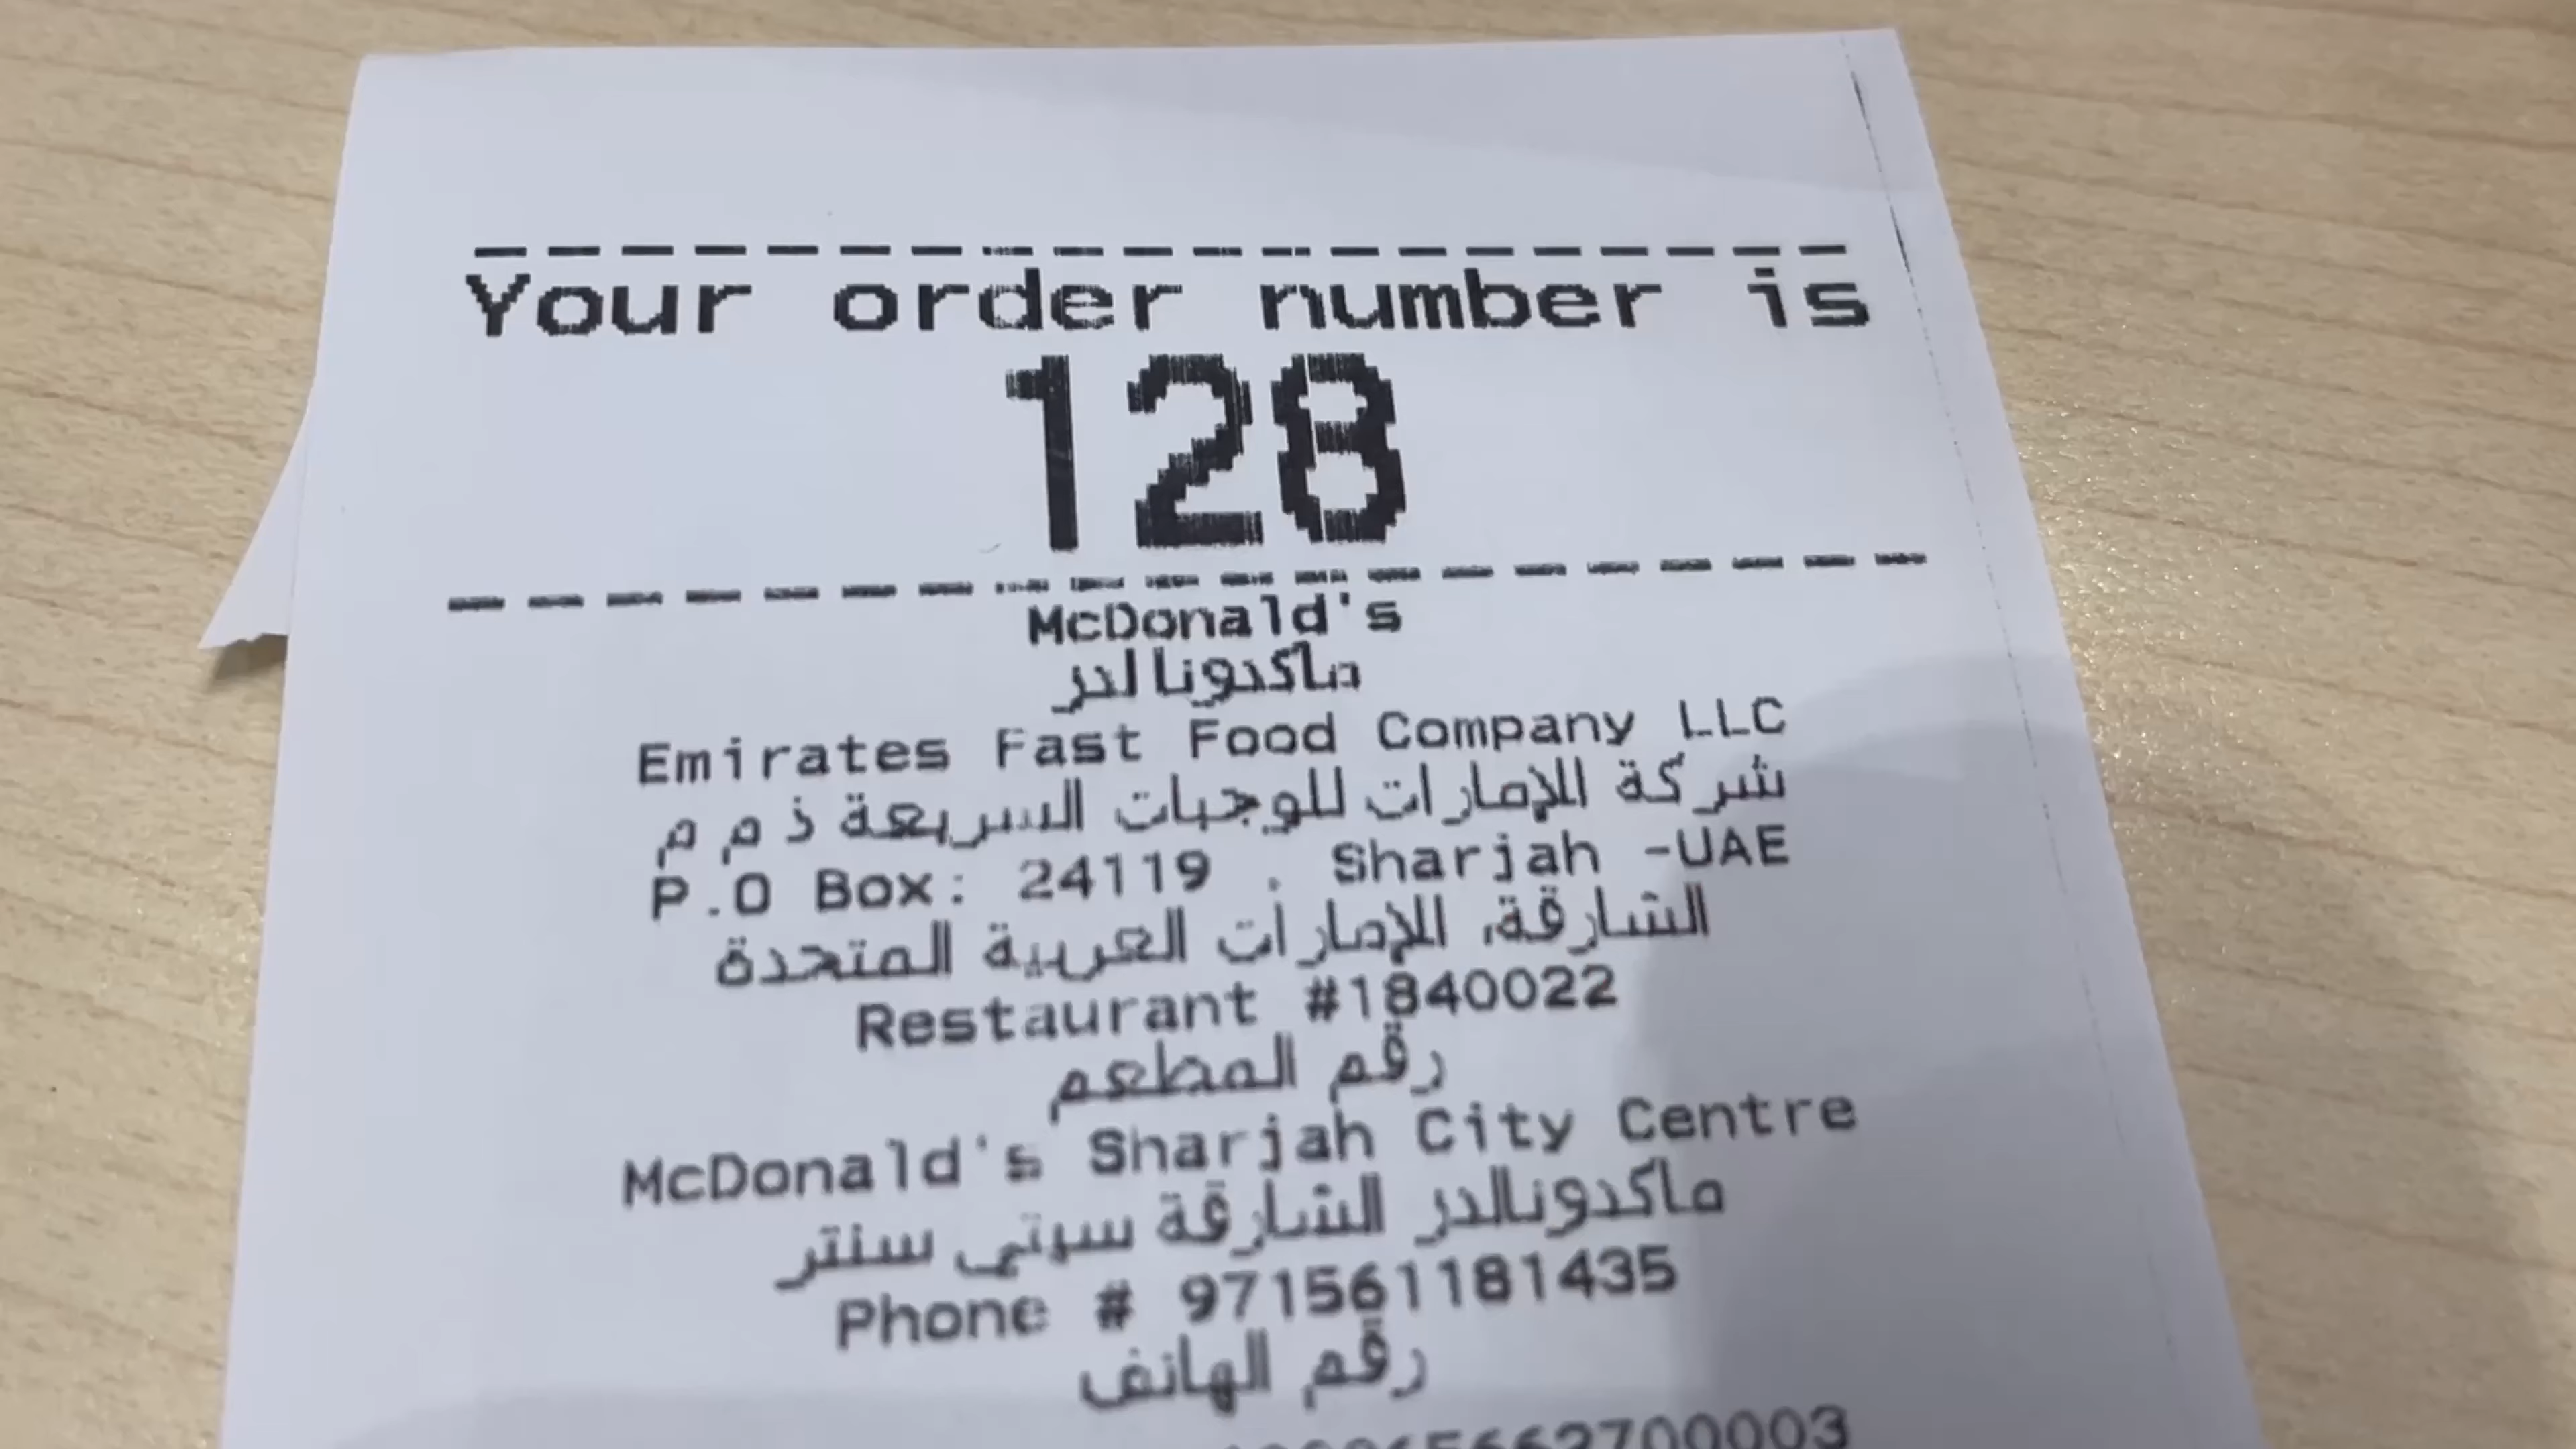 Your order number is
128
McDonald's
ماكدونالدز
Emirates Fast Food Company LLC
شركة الإمارات للوجبات السريعة ذ م م
P.O Box: 24119 . Sharjah -UAE
الشارقة، الإمارات العربية المتحدة
Restaurant #1840022
رقم المطعم
McDonald's Sharjah City Centre
ماكدونالدز الشارقة سيتي سنتر
Phone # 971561181435
رقم الهاتف